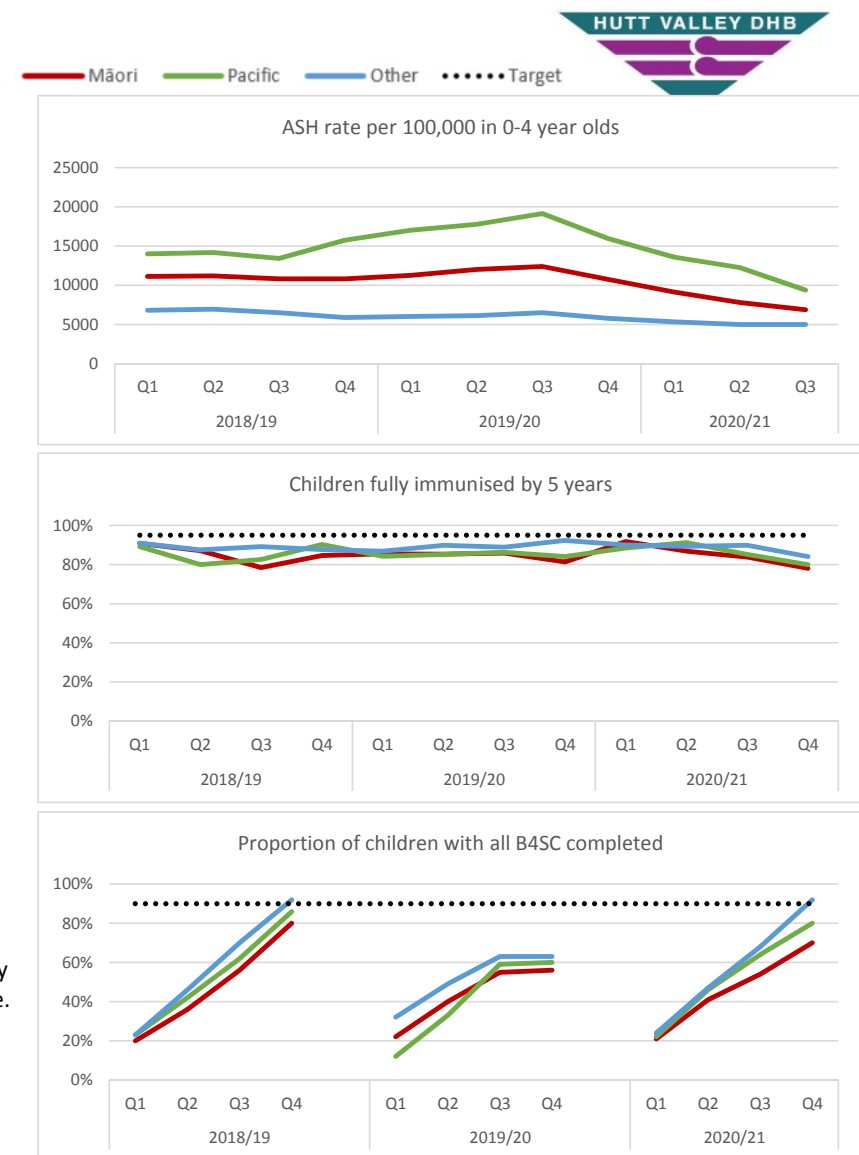 HUTT VALLEY DHB
Māori Pacific Other Target
ASH rate per 100,000 in 0-4 year olds
25000
20000
15000
10000
5000
0
Q1 Q2 Q3 Q4 Q1 Q2 Q3 Q4 Q1 Q2 Q3
2018/19 2019/20 2020/21
Children fully immunised by 5 years
100%
80%
60%
40%
20%
0%
Q1 Q2 Q3 Q4 Q1 Q2 Q3 Q4 Q1 Q2 Q3 Q4
2018/19 2019/20 2020/21
Proportion of children with all B4SC completed
100%
80%
60%
40%
20%
0%
Q1 Q2 Q3 Q4 Q1 Q2 Q3 Q4 Q1 Q2 Q3 Q4
2018/19 2019/20 2020/21